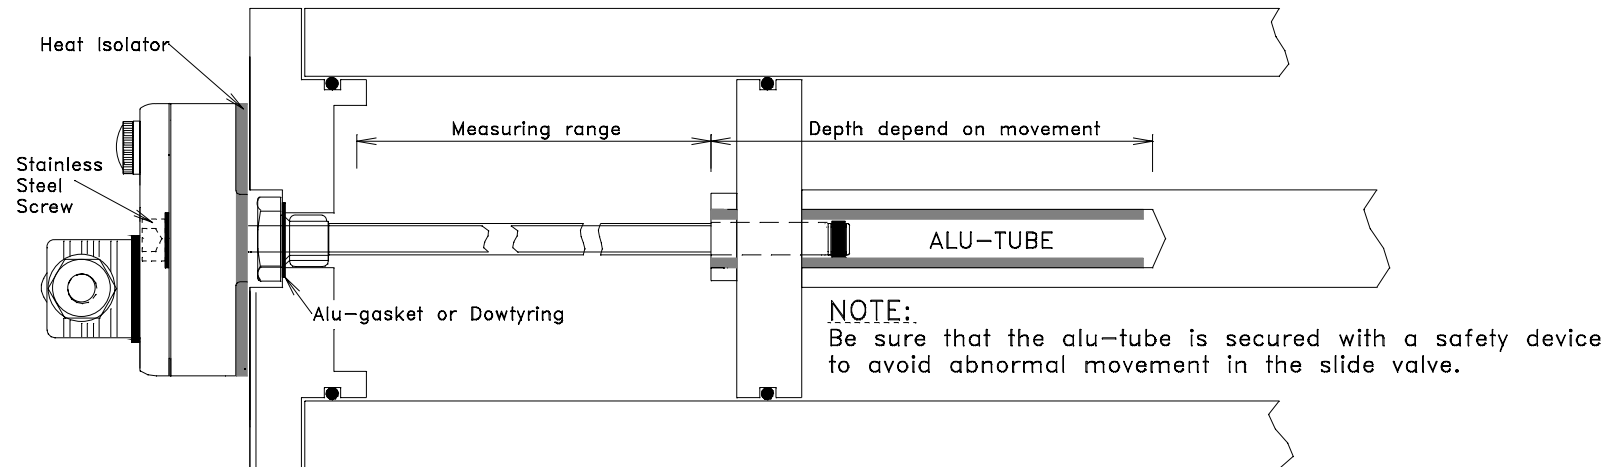 Heat Isolator
Measuring range
Depth depend on movement
Stainless
Steel
Screw
ALU-TUBE
Alu-gasket or Dowtyring
NOTE:
Be sure that the alu-tube is secured with a safety device
to avoid abnormal movement in the slide valve.